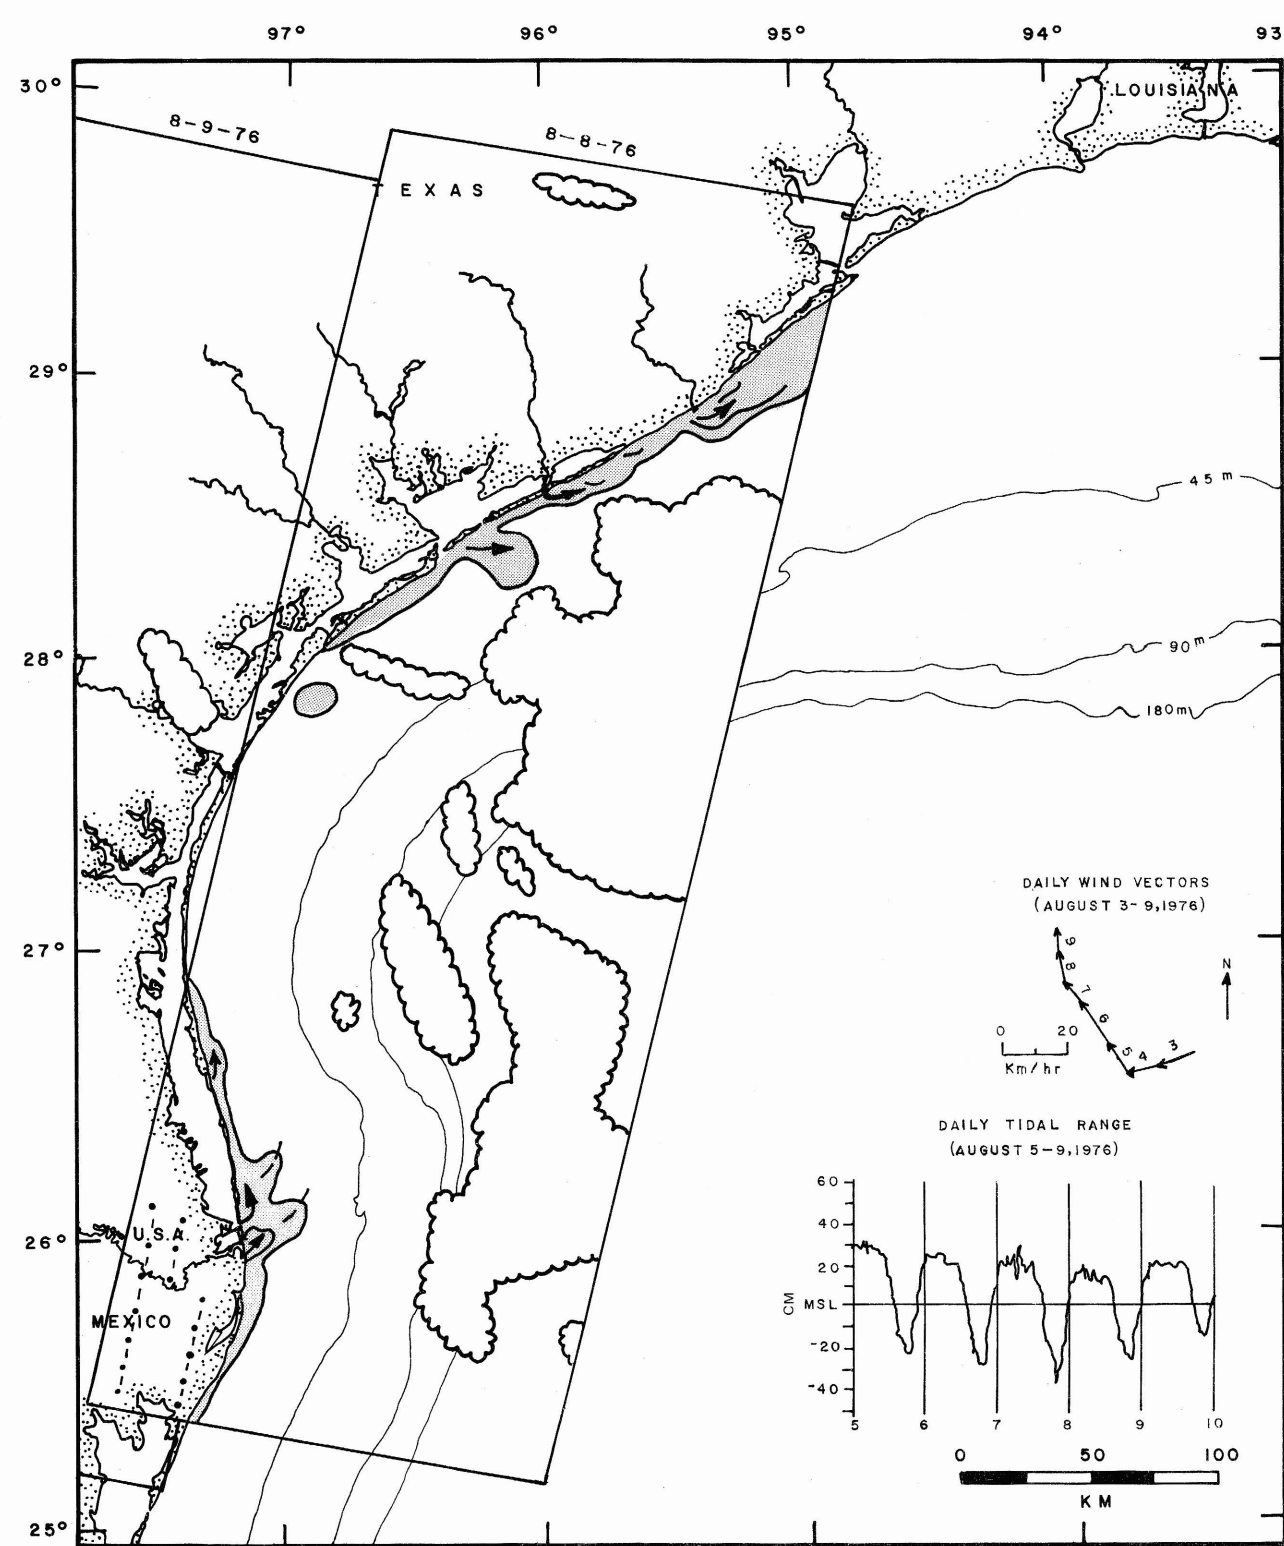 97° 96° 95° 94° 93
30°
LOUISIANA
8-9-76
8-8-76
TEXAS
29°
45 m
28°
90 m
180m
DAILY WIND VECTORS
(AUGUST 3-9,1976)
27°
9
8
7
6
5 4 3
N
0 20
Km/hr
DAILY TIDAL RANGE
(AUGUST 5-9,1976)
60
40
20
MSL
-20
-40
CM
5 6 7 8 9 10
U.S.A.
26°
MEXICO
0 50 100
KM
25°